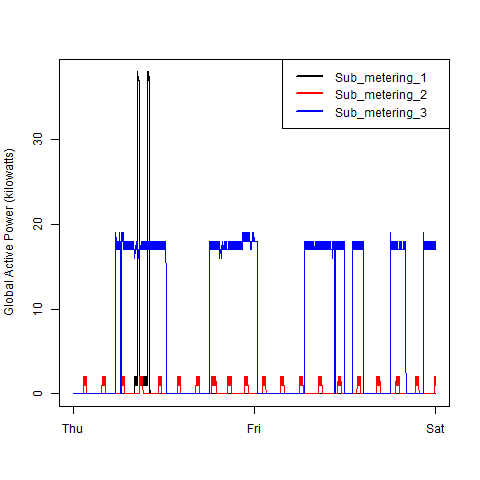 Sub_metering_1
Sub_metering_2
Sub_metering_3
Global Active Power (kilowatts)
30
20
10
0
Thu Fri Sat